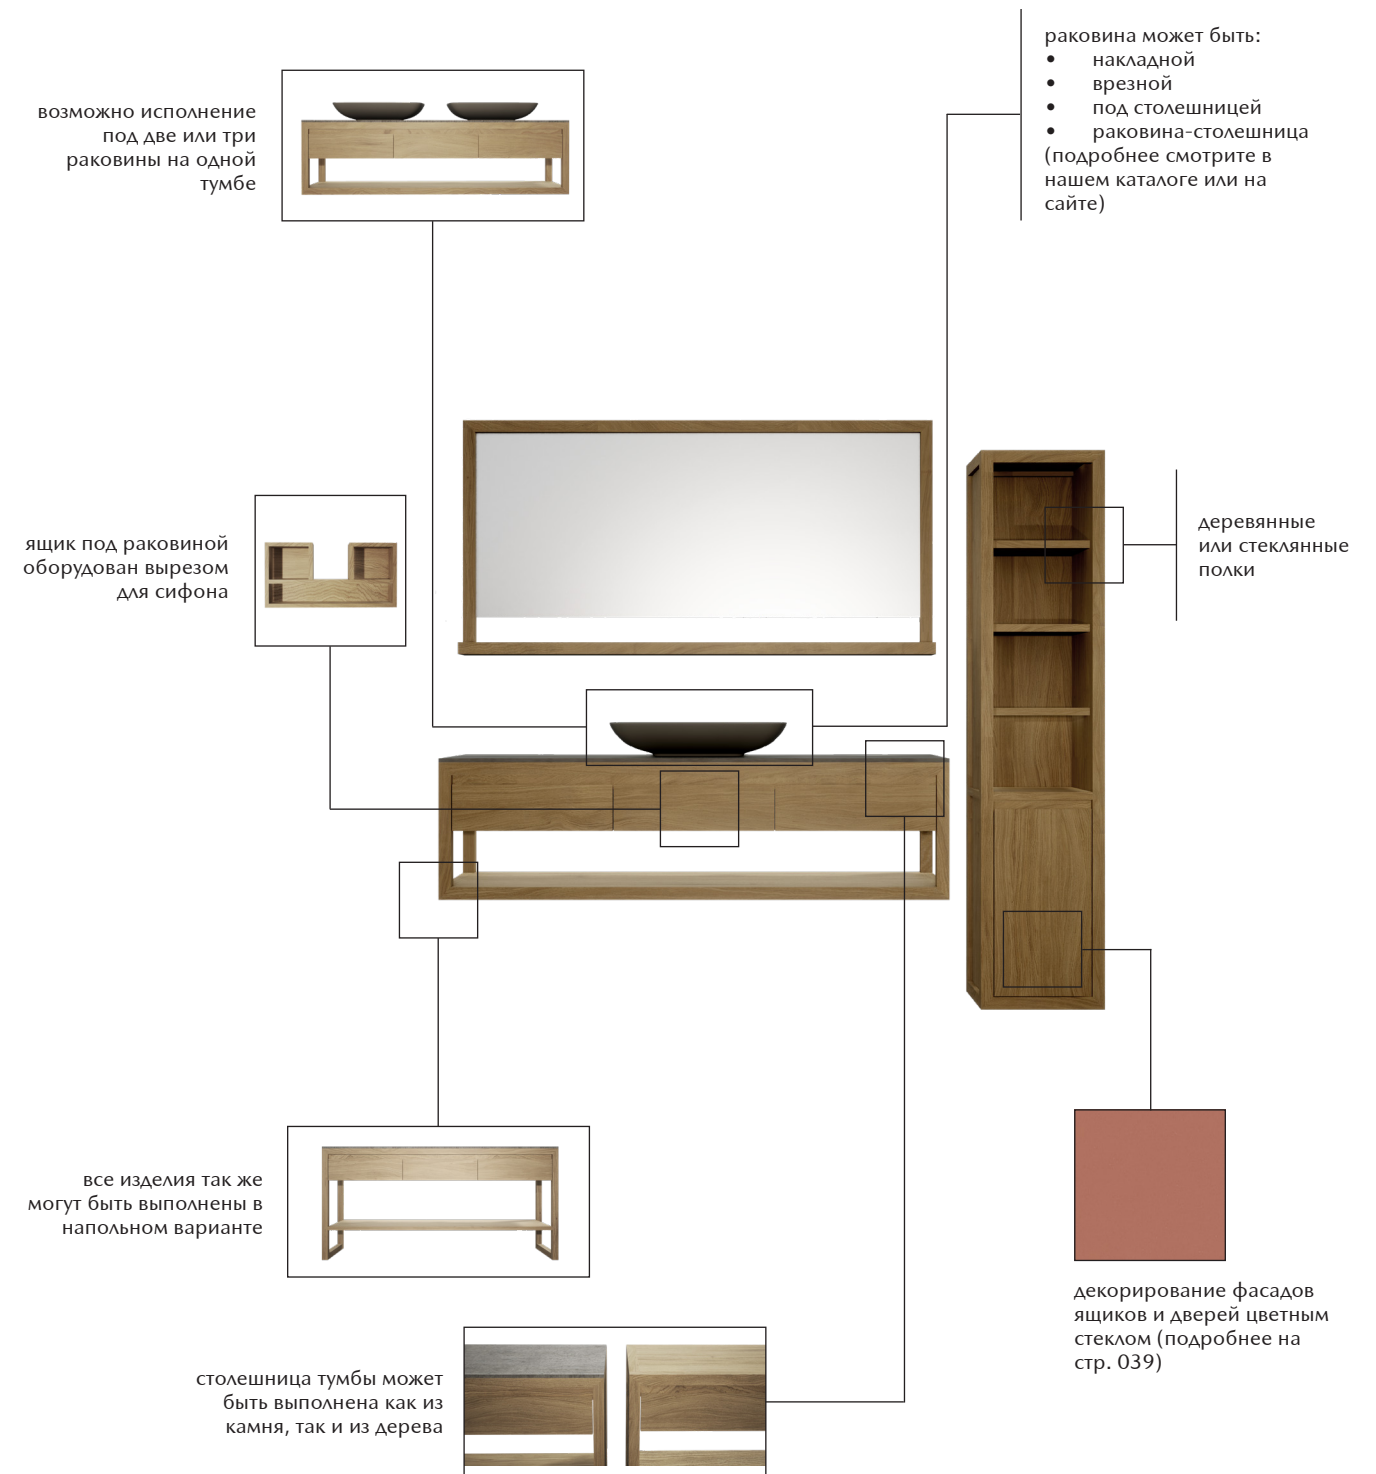 возможно исполнение
под две или три
раковины на одной
тумбе
раковина может быть:
• накладной
• врезной
• под столешницей
• раковина-столешница
(подробнее смотрите в
нашем каталоге или на
сайте)
ящик под раковиной
оборудован вырезом
для сифона
деревянные
или стеклянные
полки
все изделия так же
могут быть выполнены в
напольном варианте
декорирование фасадов
ящиков и дверей цветным
стеклом (подробнее на
стр. 039)
столешница тумбы может
быть выполнена как из
камня, так и из дерева